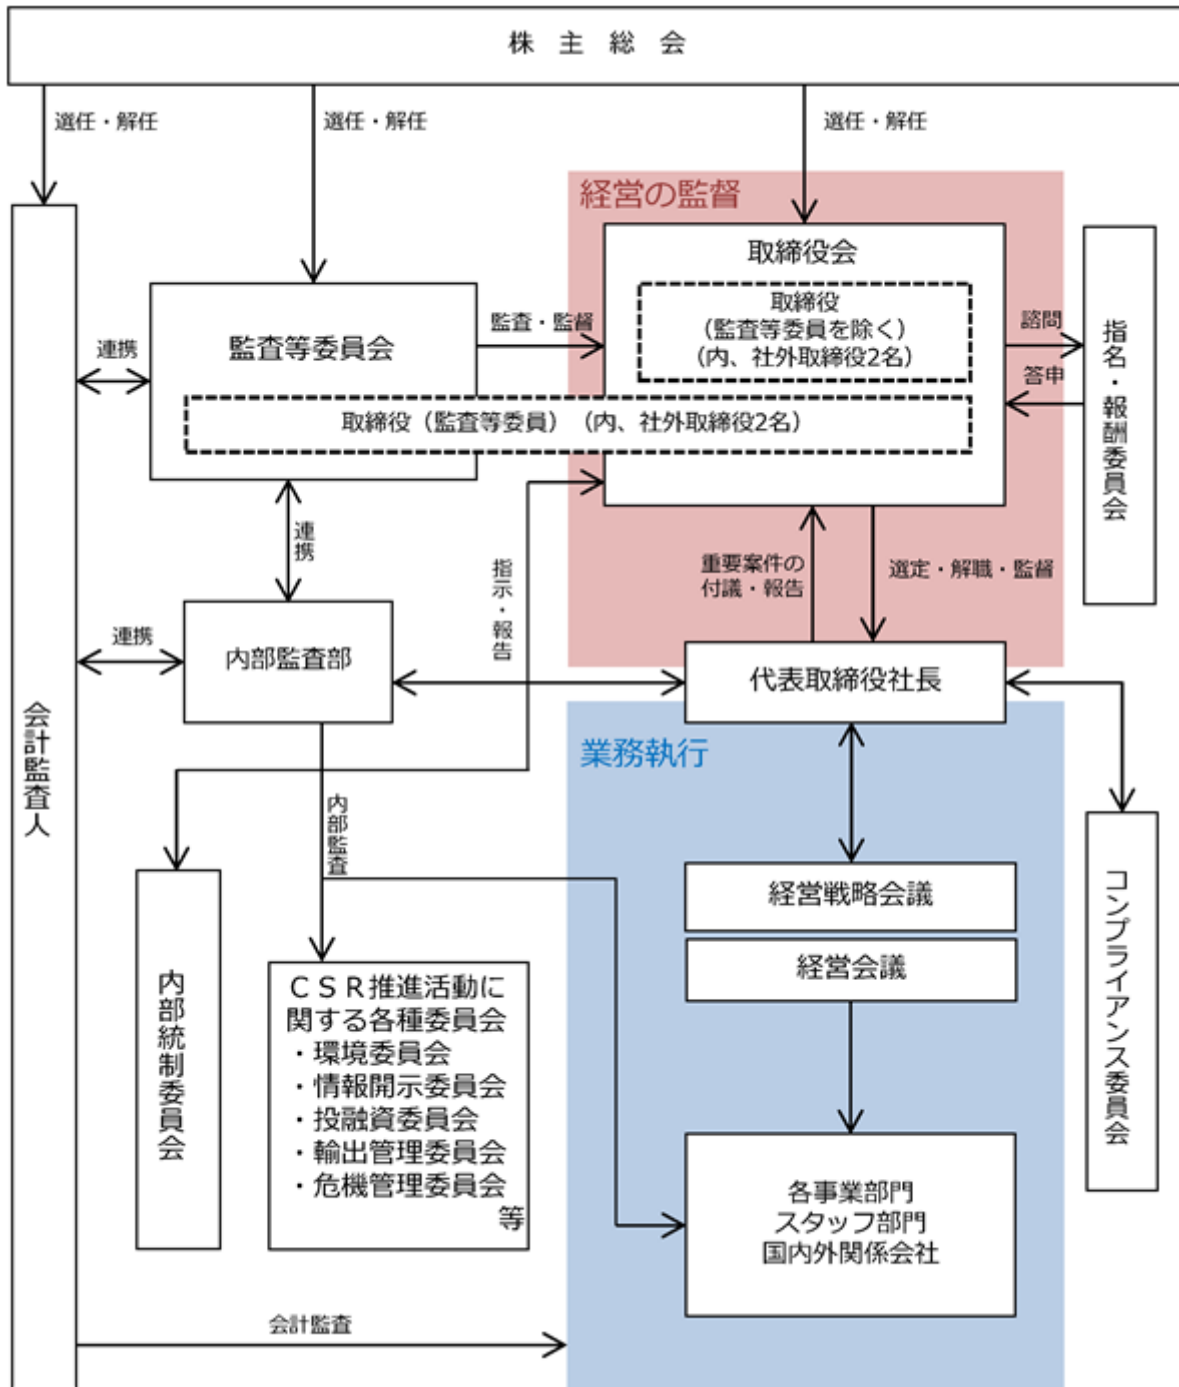 株 主 総 会
選任・解任
選任・解任
選任・解任
経営の監督
取締役会
取締役
（監査等委員を除く）
（内、社外取締役2名）
監査等委員会
監査・監督
連携
諮問
答申
指名・報酬委員会
取締役（監査等委員）（内、社外取締役2名）
連携
指示・報告
重要案件の
付議・報告
選定・解職・監督
連携
内部監査部
代表取締役社長
会計監査人
業務執行
内部監査
経営戦略会議
経営会議
コンプライアンス委員会
内部統制委員会
ＣＳＲ推進活動に
関する各種委員会
・環境委員会
・情報開示委員会
・投融資委員会
・輸出管理委員会
・危機管理委員会
等
各事業部門
スタッフ部門
国内外関係会社
会計監査